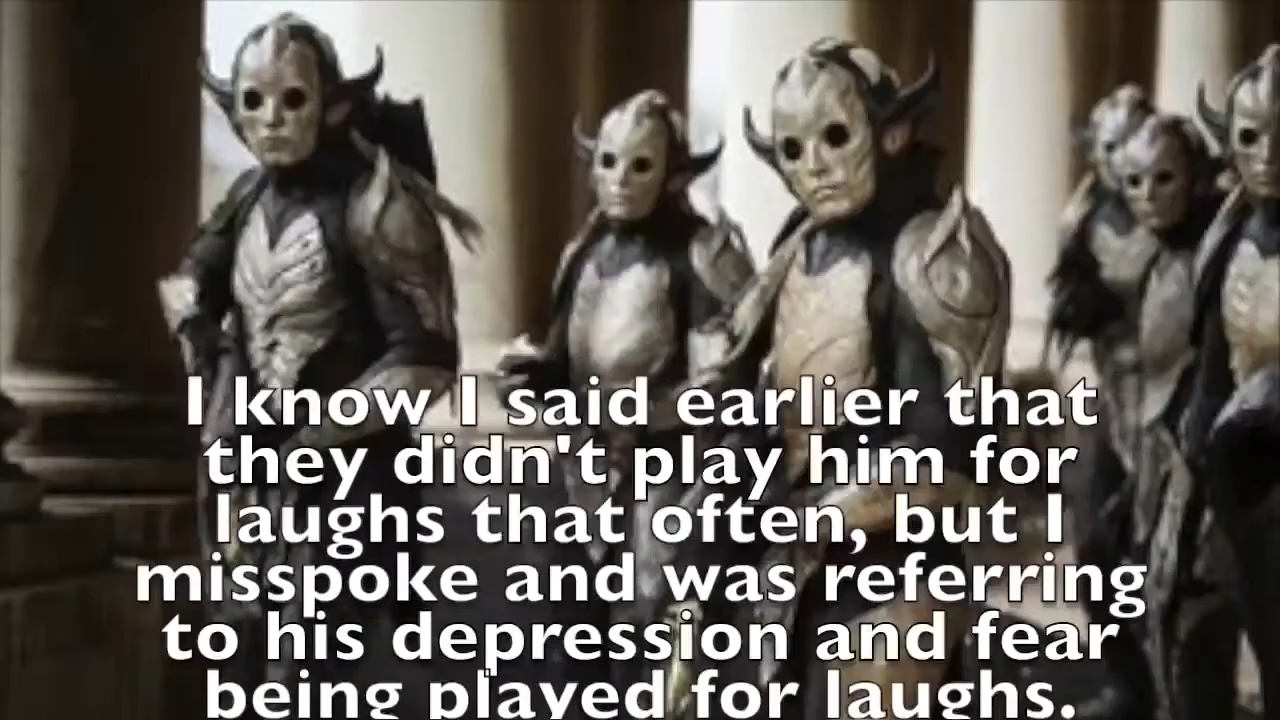 I know I said earlier that
they didn't play him for
laughs that often, but I
misspoke and was referring
to his depression and fear
being played for laughs.